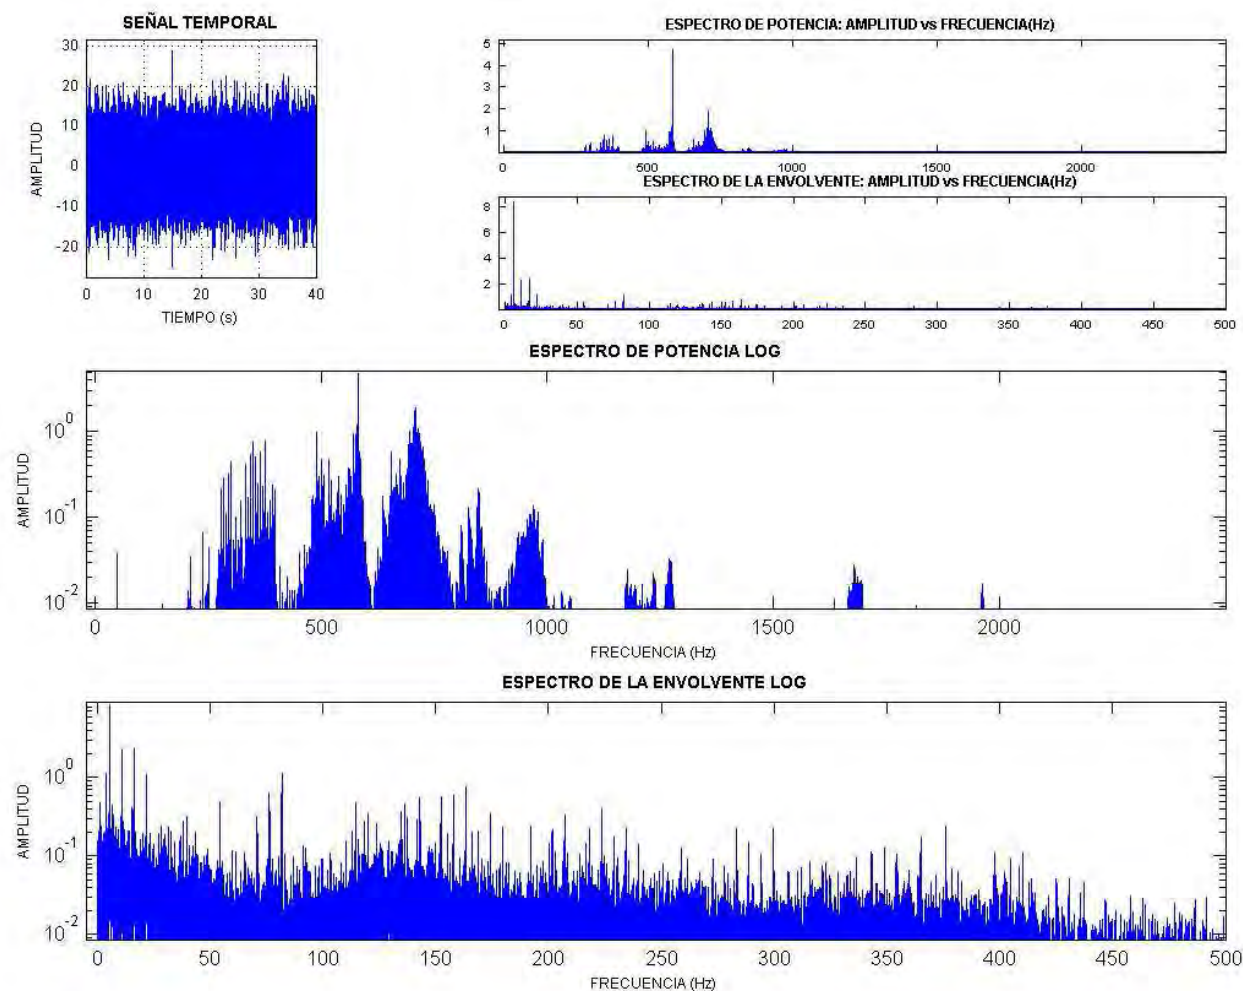 SEÑAL TEMPORAL
30
20
10
0
-10
-20
AMPLITUD
0 10 20 30 40
TIEMPO (s)
ESPECTRO DE POTENCIA: AMPLITUD vs FRECUENCIA(Hz)
5
4
3
2
1
0 500 1000 1500 2000
ESPECTRO DE LA ENVOLVENTE: AMPLITUD vs FRECUENCIA(Hz)
8
6
4
2
0 50 100 150 200 250 300 350 400 450 500
ESPECTRO DE POTENCIA LOG
10^0
10^-1
10^-2
AMPLITUD
0 500 1000 1500 2000
FRECUENCIA (Hz)
ESPECTRO DE LA ENVOLVENTE LOG
10^0
10^-1
10^-2
AMPLITUD
0 50 100 150 200 250 300 350 400 450 500
FRECUENCIA (Hz)